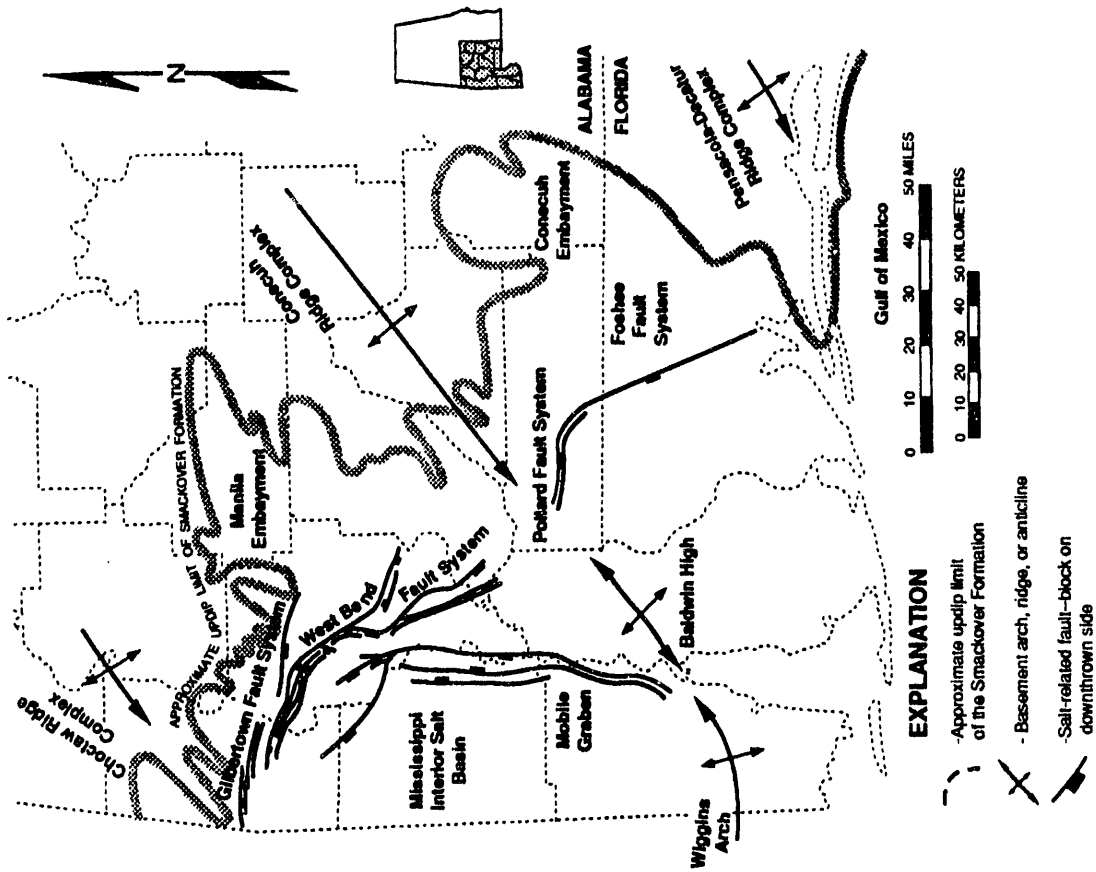 N
Choctaw Ridge
Complex
APPROXIMATE UPDIP LIMIT OF SMACKOVER FORMATION
Manila
Embayment
Conecuh
Ridge Complex
Gilbertown Fault System
West Bend
Fault System
Conecuh
Embayment
ALABAMA
FLORIDA
Mississippi
Interior Salt
Basin
Pollard Fault System
Foshee
Fault
System
Pensacola-Decatur
Ridge Complex
Mobile
Graben
Baldwin High
Wiggins
Arch
Gulf of Mexico
0 10 20 30 40 50 MILES
0 10 20 30 40 50 KILOMETERS
EXPLANATION
-Approximate updip limit
of the Smackover Formation
- Basement arch, ridge, or anticline
-Salt-related fault-block on
downthrown side